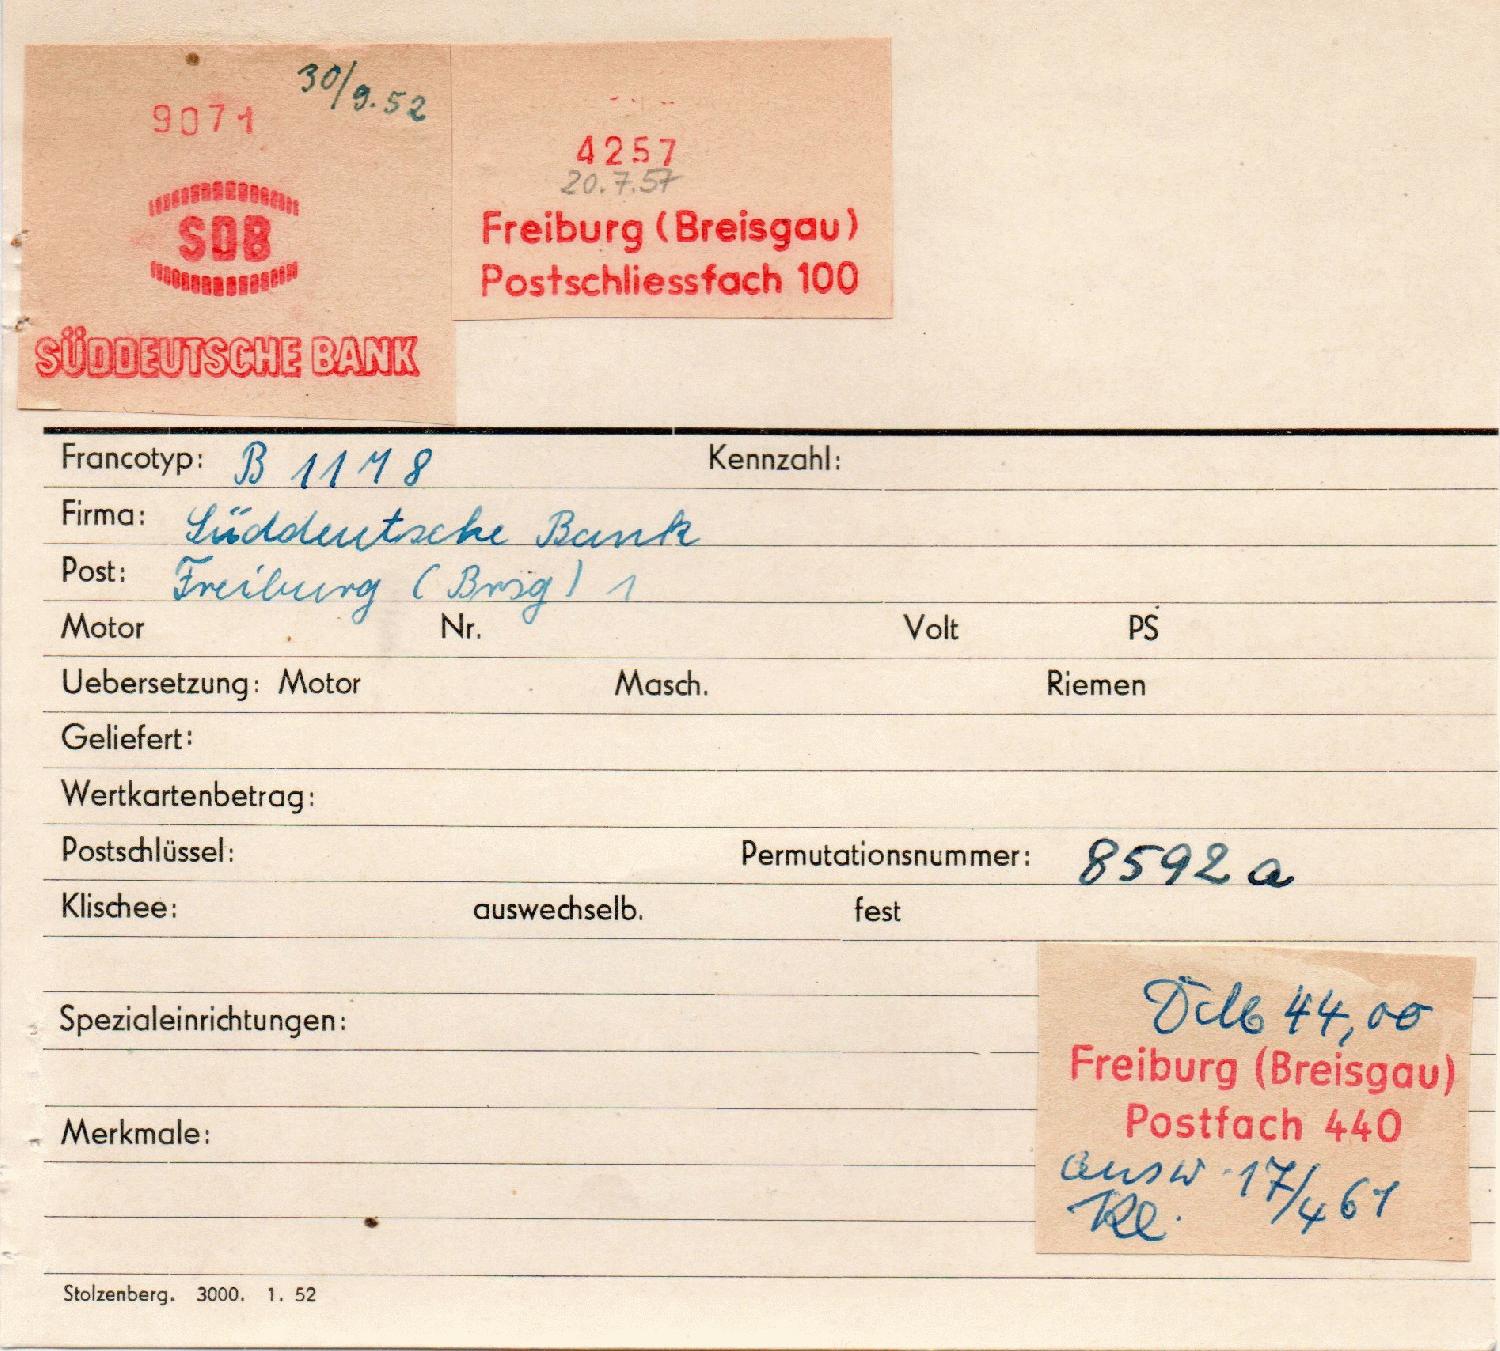 30/9.52
9071
SDB
SÜDDEUTSCHE BANK
4257
20.7.57
Freiburg (Breisgau)
Postschliessfach 100
Francotyp: B 1178 Kennzahl:
Firma: Süddeutsche Bank
Post: Freiburg (Brsg) 1
Motor Nr. Volt PS
Uebersetzung: Motor Masch. Riemen
Geliefert:
Wertkartenbetrag:
Postschlüssel: Permutationsnummer: 8592 a
Klischee: auswechselb. fest
Spezialeinrichtungen:
Merkmale:
44,00
Freiburg (Breisgau)
Postfach 440
ausw 17/4 61
Kl.
Stolzenberg. 3000. 1. 52